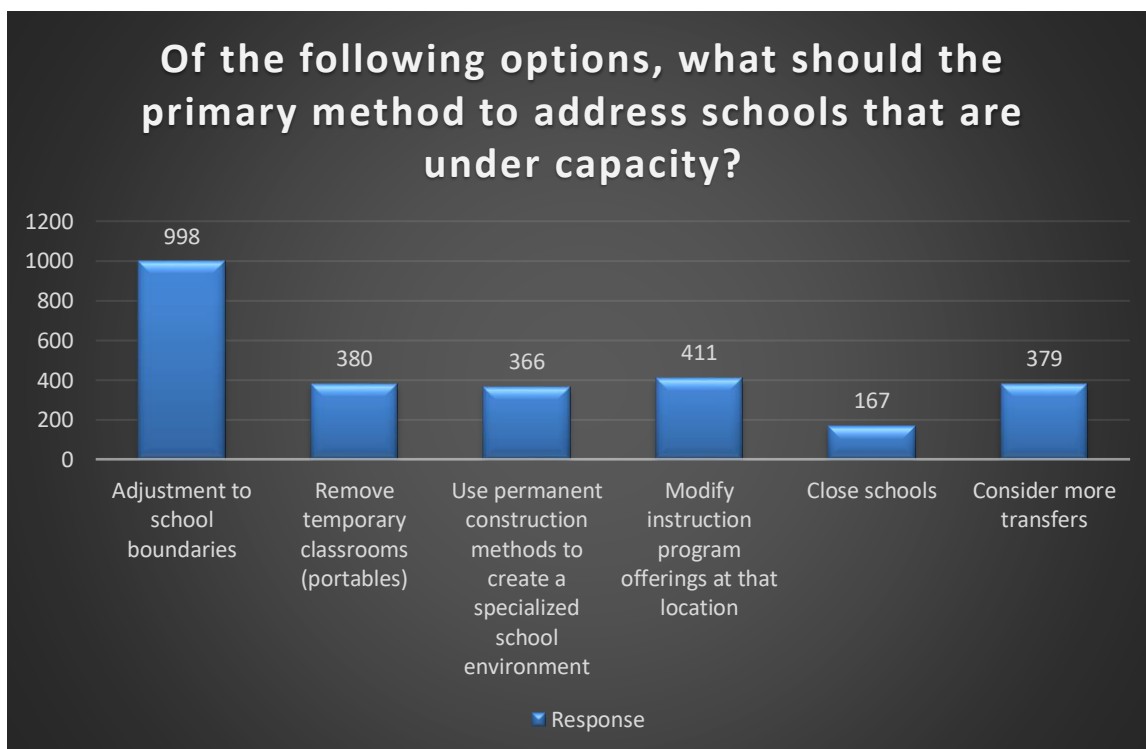 Of the following options, what should the
primary method to address schools that are
under capacity?
1200
1000
800
600
400
200
0
998
380
366
411
167
379
Adjustment to
school
boundaries
Remove
temporary
classrooms
(portables)
Use permanent
construction
methods to
create a
specialized
school
environment
Modify
instruction
program
offerings at that
location
Close schools
Consider more
transfers
Response